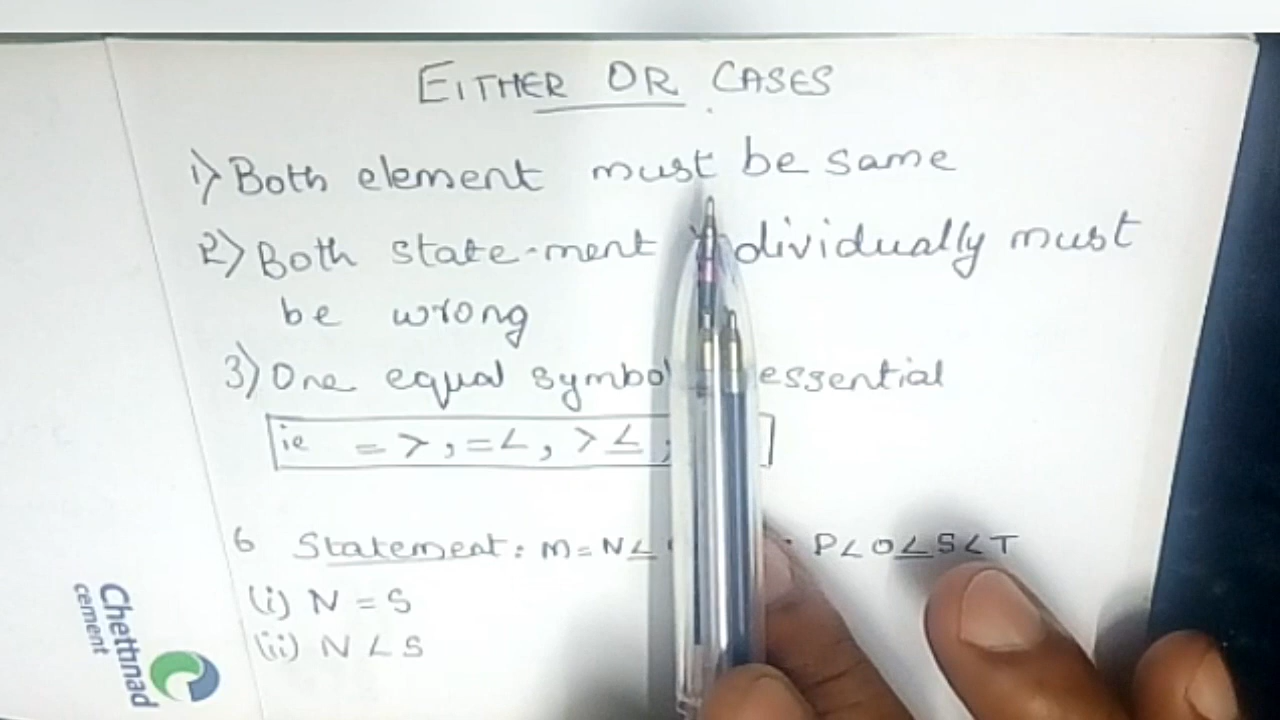 EITHER OR CASES
1) Both element must be same
2) Both state-ment individually must
be wrong
3) One equal symbol essential
ie = >, = <, > ≤,
6 Statement: M = N ≤ P < O ≤ S < T
(i) N = S
(ii) N < S
Chettinad
cement